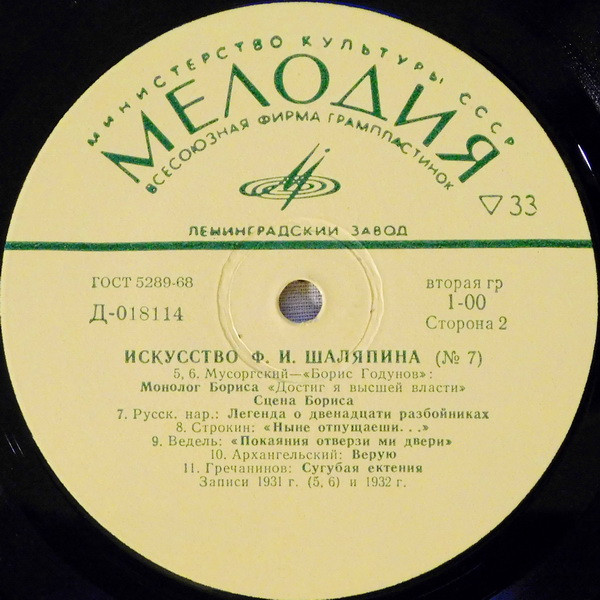 МИНИСТЕРСТВО КУЛЬТУРЫ СССР
МЕЛОДИЯ
ВСЕСОЮЗНАЯ ФИРМА ГРАМПЛАСТИНОК
▽ 33
ЛЕНИНГРАДСКИЙ ЗАВОД
ГОСТ 5289-68
Д-018114
вторая гр
1-00
Сторона 2
ИСКУССТВО Ф. И. ШАЛЯПИНА (№ 7)
5, 6. Мусоргский—«Борис Годунов»:
Монолог Бориса «Достиг я высшей власти»
Сцена Бориса
7. Русск. нар.: Легенда о двенадцати разбойниках
8. Строкин: «Ныне отпущаеши. . .»
9. Ведель: «Покаяния отверзи ми двери»
10. Архангельский: Верую
11. Гречанинов: Сугубая ектения
Записи 1931 г. (5, 6) и 1932 г.